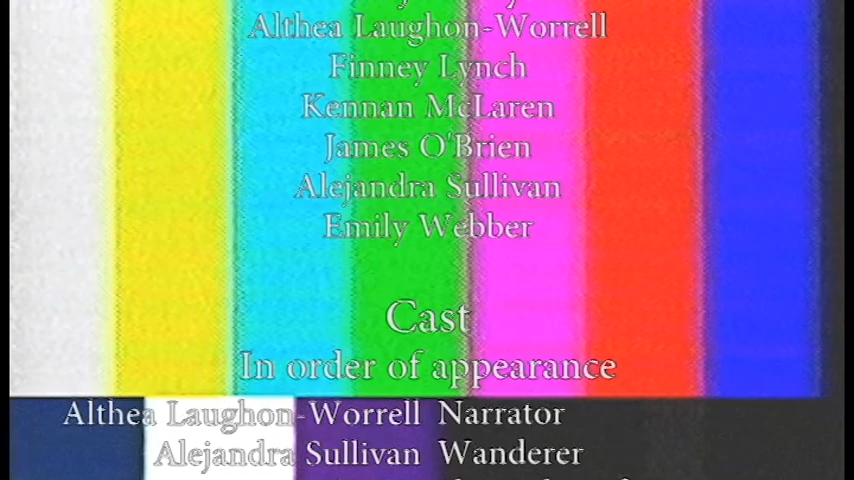 Althea Laughon-Worrell
Finney Lynch
Kennan McLaren
James O'Brien
Alejandra Sullivan
Emily Webber
Cast
In order of appearance
Althea Laughon-Worrell Narrator
Alejandra Sullivan Wanderer